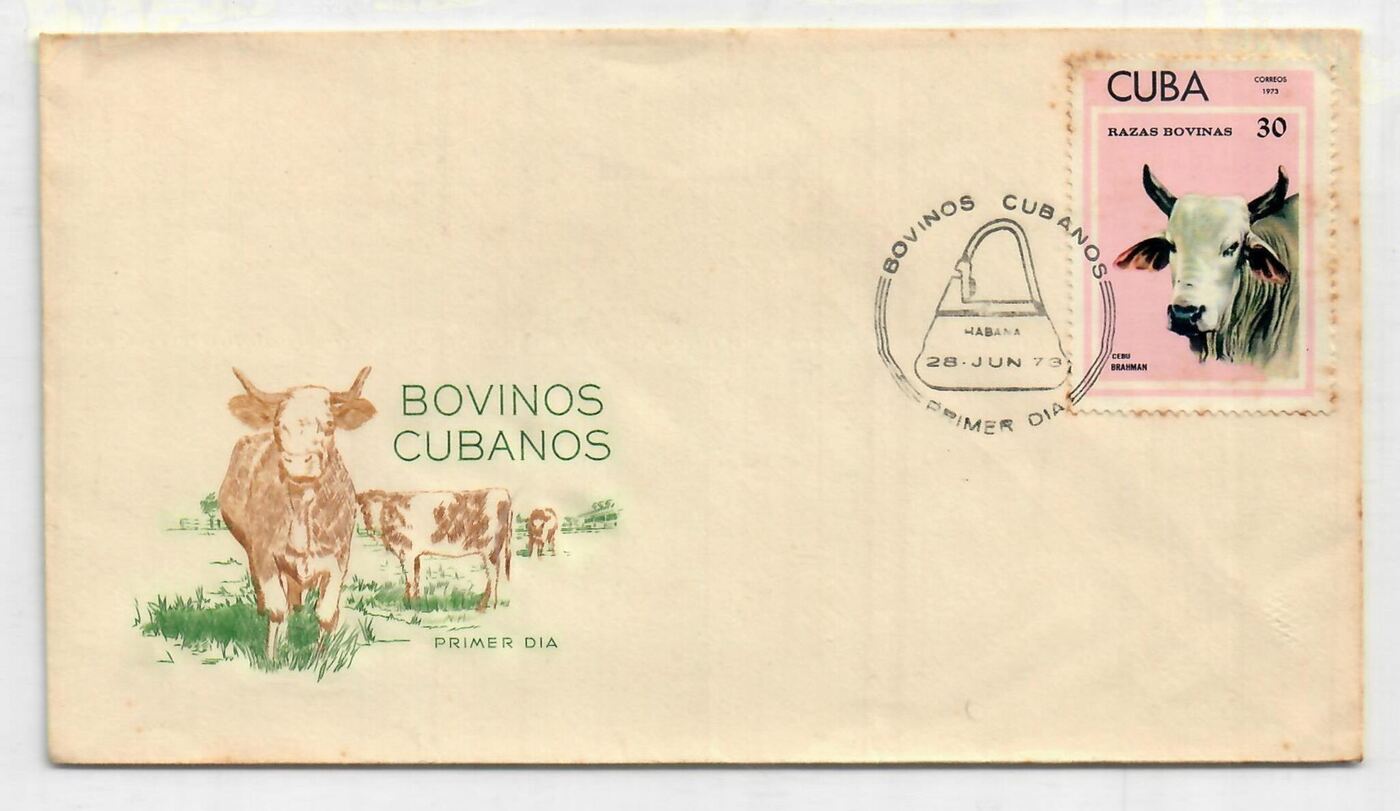 CUBA
CORREOS
1973
RAZAS BOVINAS 30
CEBU
BRAHMAN
BOVINOS CUBANOS
HABANA
28·JUN 73
PRIMER DIA
BOVINOS
CUBANOS
PRIMER DIA